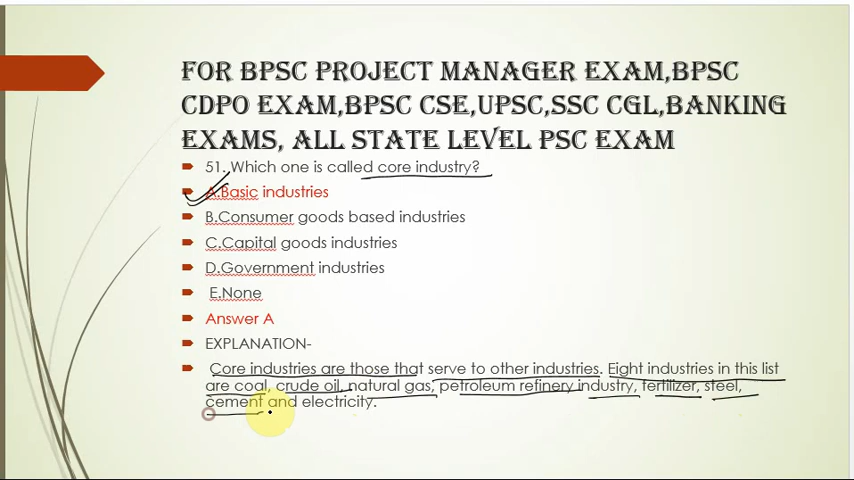 FOR BPSC PROJECT MANAGER EXAM,BPSC
CDPO EXAM,BPSC CSE,UPSC,SSC CGL,BANKING
EXAMS, ALL STATE LEVEL PSC EXAM
51. Which one is called core industry?
A.Basic industries
B.Consumer goods based industries
C.Capital goods industries
D.Government industries
E.None
Answer A
EXPLANATION-
Core industries are those that serve to other industries. Eight industries in this list
are coal, crude oil, natural gas, petroleum refinery industry, fertilizer, steel,
cement and electricity.